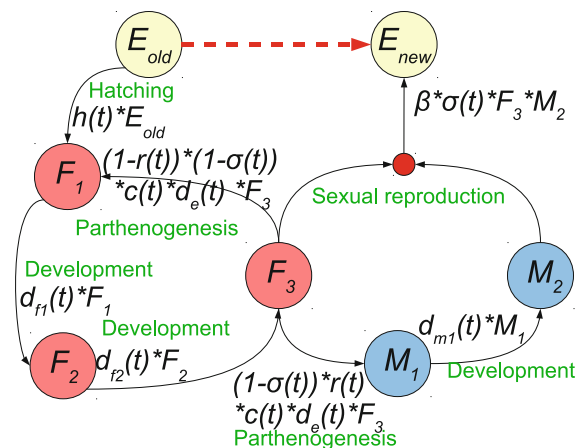 E_old
E_new
Hatching
h(t)*E_old
β*σ(t)*F_3*M_2
(1-r(t))*(1-σ(t))
*c(t)*d_e(t) *F_3
F_1
Parthenogenesis
Sexual reproduction
Development
d_f1(t)*F_1
F_3
M_2
Development
d_f2(t)*F_2
F_2
d_m1(t)*M_1
M_1
Development
(1-σ(t))*r(t)
*c(t)*d_e(t)*F_3
Parthenogenesis